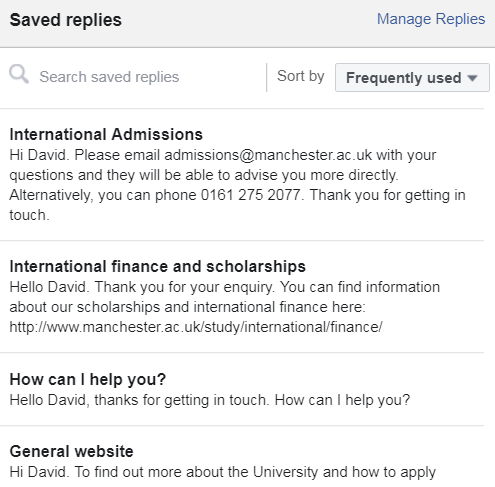 Saved replies
Manage Replies
Search saved replies
Sort by
Frequently used
International Admissions
Hi David. Please email admissions@manchester.ac.uk with your
questions and they will be able to advise you more directly.
Alternatively, you can phone 0161 275 2077. Thank you for getting in
touch.
International finance and scholarships
Hello David. Thank you for your enquiry. You can find information
about our scholarships and international finance here:
http://www.manchester.ac.uk/study/international/finance/
How can I help you?
Hello David, thanks for getting in touch. How can I help you?
General website
Hi David. To find out more about the University and how to apply